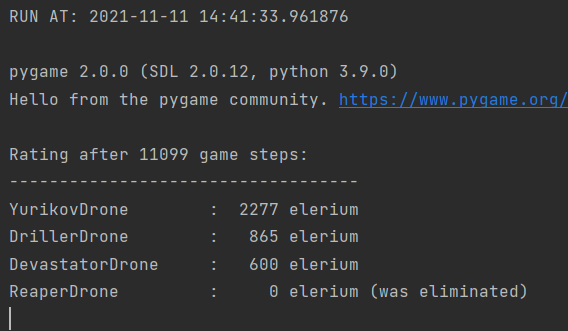 RUN AT: 2021-11-11 14:41:33.961876
pygame 2.0.0 (SDL 2.0.12, python 3.9.0)
Hello from the pygame community. https://www.pygame.org/
Rating after 11099 game steps:
-----------------------------------
YurikovDrone        :  2277 elerium
DrillerDrone        :   865 elerium
DevastatorDrone     :   600 elerium
ReaperDrone         :     0 elerium (was eliminated)